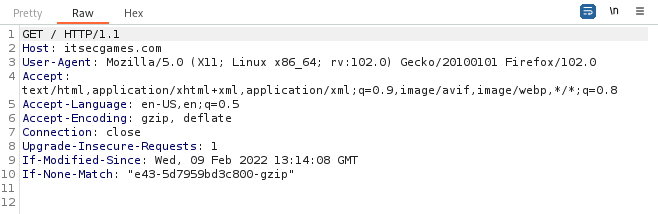 Pretty Raw Hex \n
1 GET / HTTP/1.1
2 Host: itsecgames.com
3 User-Agent: Mozilla/5.0 (X11; Linux x86_64; rv:102.0) Gecko/20100101 Firefox/102.0
4 Accept:
text/html,application/xhtml+xml,application/xml;q=0.9,image/avif,image/webp,*/*;q=0.8
5 Accept-Language: en-US,en;q=0.5
6 Accept-Encoding: gzip, deflate
7 Connection: close
8 Upgrade-Insecure-Requests: 1
9 If-Modified-Since: Wed, 09 Feb 2022 13:14:08 GMT
10 If-None-Match: "e43-5d7959bd3c800-gzip"
11
12